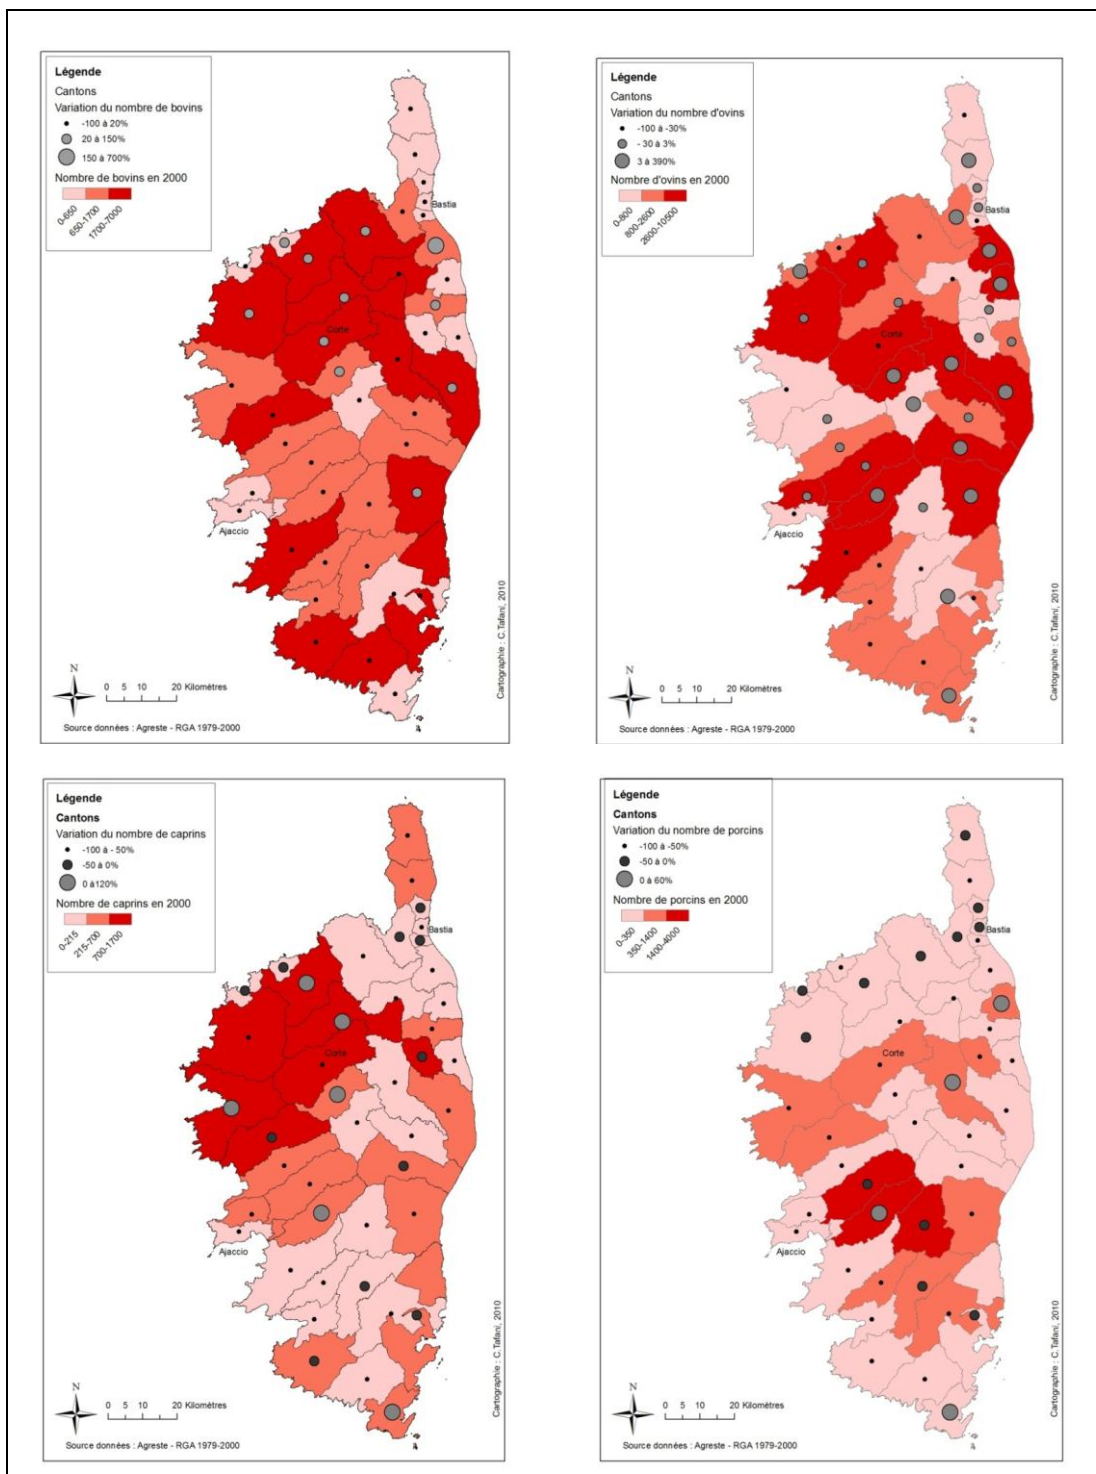 Légende
Cantons
Variation du nombre de bovins
-100 à 20%
20 à 150%
150 à 700%
Nombre de bovins en 2000
0-650
650-1700
1700-7000
Bastia
Corte
Ajaccio
N
0 5 10 20 Kilomètres
Source données : Agreste - RGA 1979-2000
Cartographie : C.Tafani, 2010
Légende
Cantons
Variation du nombre d'ovins
-100 à -30%
- 30 à 3%
3 à 390%
Nombre d'ovins en 2000
0-800
800-2600
2600-10500
Bastia
Corte
Ajaccio
N
0 5 10 20 Kilomètres
Source données : Agreste - RGA 1979-2000
Cartographie : C.Tafani, 2010
Légende
Cantons
Variation du nombre de caprins
-100 à - 50%
-50 à 0%
0 à120%
Nombre de caprins en 2000
0-215
215-700
700-1700
Bastia
Corte
Ajaccio
N
0 5 10 20 Kilomètres
Source données : Agreste - RGA 1979-2000
Cartographie : C.Tafani, 2010
Légende
Cantons
Variation du nombre de porcins
-100 à -50%
-50 à 0%
0 à 60%
Nombre de porcins en 2000
0-350
350-1400
1400-4000
Bastia
Corte
Ajaccio
N
0 5 10 20 Kilomètres
Source données : Agreste - RGA 1979-2000
Cartographie : C.Tafani, 2010